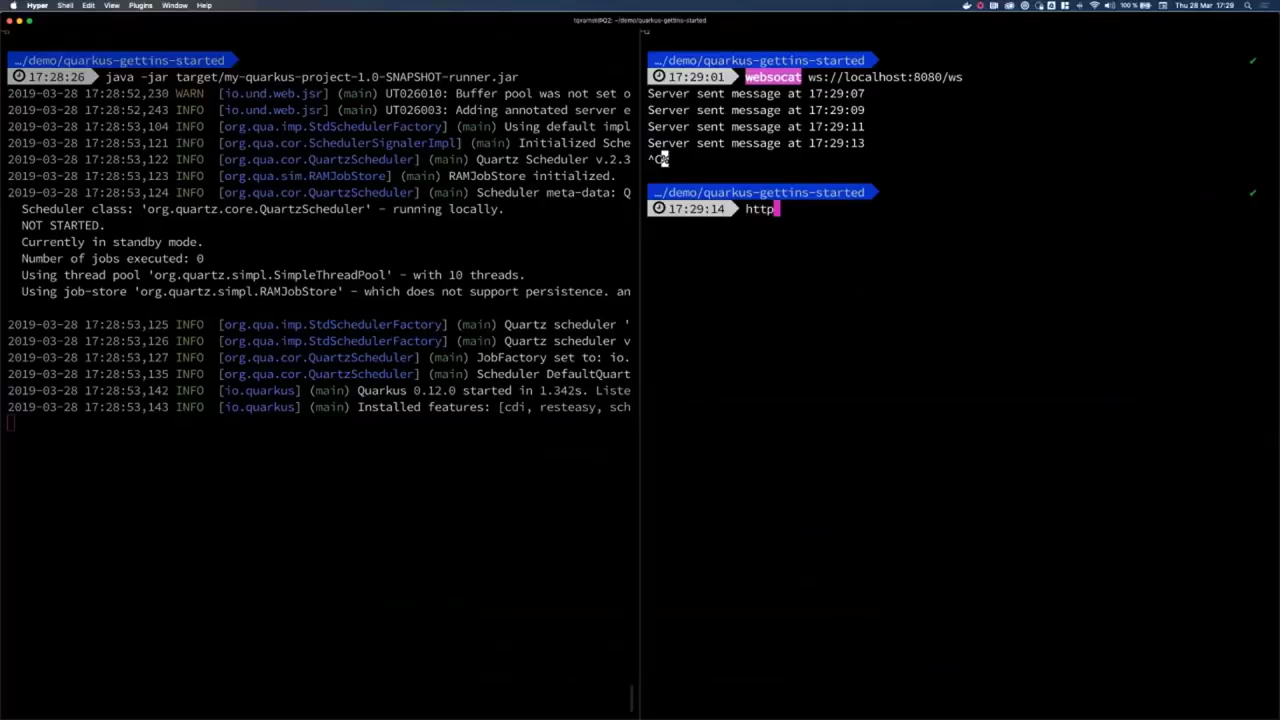 Hyper Shell Edit View Plugins Window Help
100 % Thu 28 Mar 17:29
…/demo/quarkus-gettins-started
17:28:26 java -jar target/my-quarkus-project-1.0-SNAPSHOT-runner.jar
2019-03-28 17:28:52,230 WARN [io.und.web.jsr] (main) UT026010: Buffer pool was not set o
2019-03-28 17:28:52,243 INFO [io.und.web.jsr] (main) UT026003: Adding annotated server e
2019-03-28 17:28:53,104 INFO [org.qua.imp.StdSchedulerFactory] (main) Using default impl
2019-03-28 17:28:53,121 INFO [org.qua.cor.SchedulerSignalerImpl] (main) Initialized Sche
2019-03-28 17:28:53,122 INFO [org.qua.cor.QuartzScheduler] (main) Quartz Scheduler v.2.3
2019-03-28 17:28:53,123 INFO [org.qua.sim.RAMJobStore] (main) RAMJobStore initialized.
2019-03-28 17:28:53,124 INFO [org.qua.cor.QuartzScheduler] (main) Scheduler meta-data: Q
Scheduler class: 'org.quartz.core.QuartzScheduler' - running locally.
NOT STARTED.
Currently in standby mode.
Number of jobs executed: 0
Using thread pool 'org.quartz.simpl.SimpleThreadPool' - with 10 threads.
Using job-store 'org.quartz.simpl.RAMJobStore' - which does not support persistence. an
2019-03-28 17:28:53,125 INFO [org.qua.imp.StdSchedulerFactory] (main) Quartz scheduler '
2019-03-28 17:28:53,126 INFO [org.qua.imp.StdSchedulerFactory] (main) Quartz scheduler v
2019-03-28 17:28:53,127 INFO [org.qua.cor.QuartzScheduler] (main) JobFactory set to: io.
2019-03-28 17:28:53,135 INFO [org.qua.cor.QuartzScheduler] (main) Scheduler DefaultQuart
2019-03-28 17:28:53,142 INFO [io.quarkus] (main) Quarkus 0.12.0 started in 1.342s. Liste
2019-03-28 17:28:53,143 INFO [io.quarkus] (main) Installed features: [cdi, resteasy, sch
…/demo/quarkus-gettins-started
17:29:01 websocat ws://localhost:8080/ws
Server sent message at 17:29:07
Server sent message at 17:29:09
Server sent message at 17:29:11
Server sent message at 17:29:13
^C%
…/demo/quarkus-gettins-started
17:29:14 http